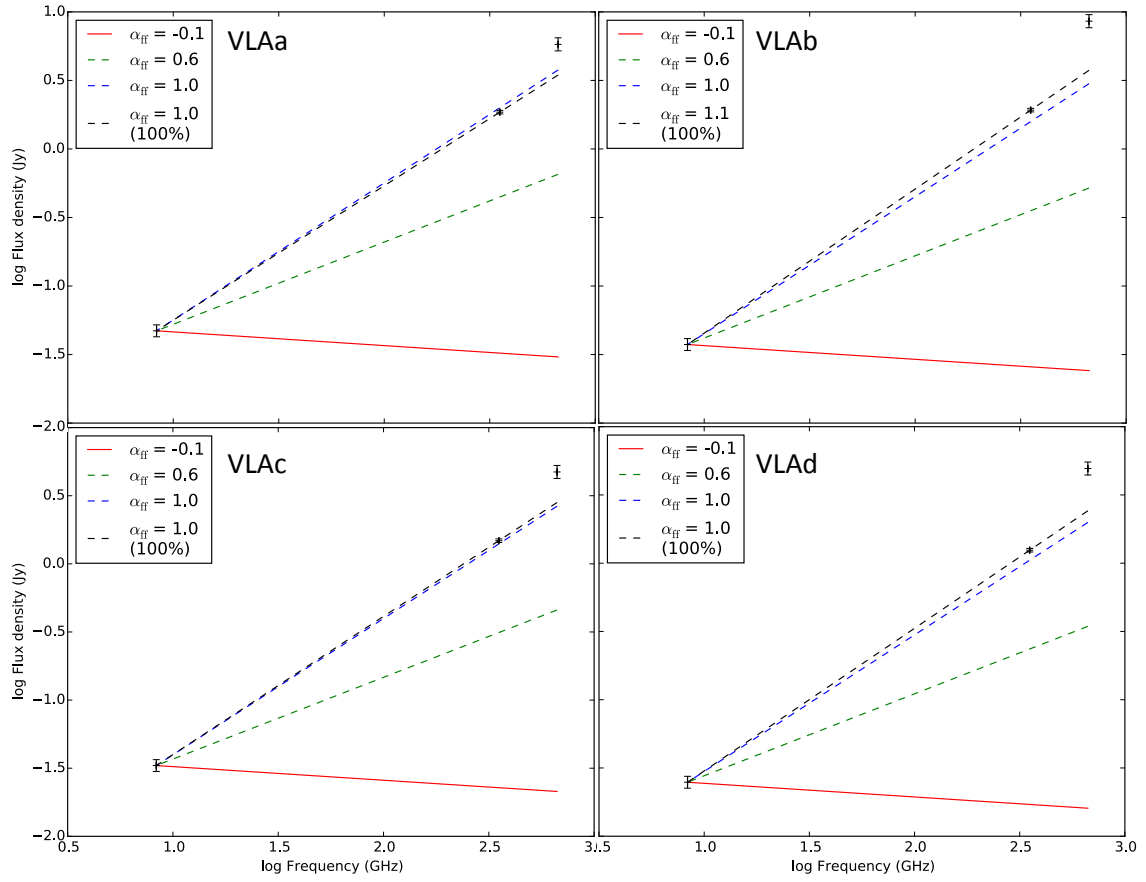 1.0
0.5
0.0
−0.5
−1.0
−1.5
−2.0
log Flux density (Jy)
α_ff = -0.1
α_ff = 0.6
α_ff = 1.0
α_ff = 1.0
(100%)
VLAa
α_ff = -0.1
α_ff = 0.6
α_ff = 1.0
α_ff = 1.1
(100%)
VLAb
0.5
0.0
−0.5
−1.0
−1.5
−2.0
log Flux density (Jy)
α_ff = -0.1
α_ff = 0.6
α_ff = 1.0
α_ff = 1.0
(100%)
VLAc
α_ff = -0.1
α_ff = 0.6
α_ff = 1.0
α_ff = 1.0
(100%)
VLAd
0.5 1.0 1.5 2.0 2.5 3.5 1.0 1.5 2.0 2.5 3.0
log Frequency (GHz) log Frequency (GHz)